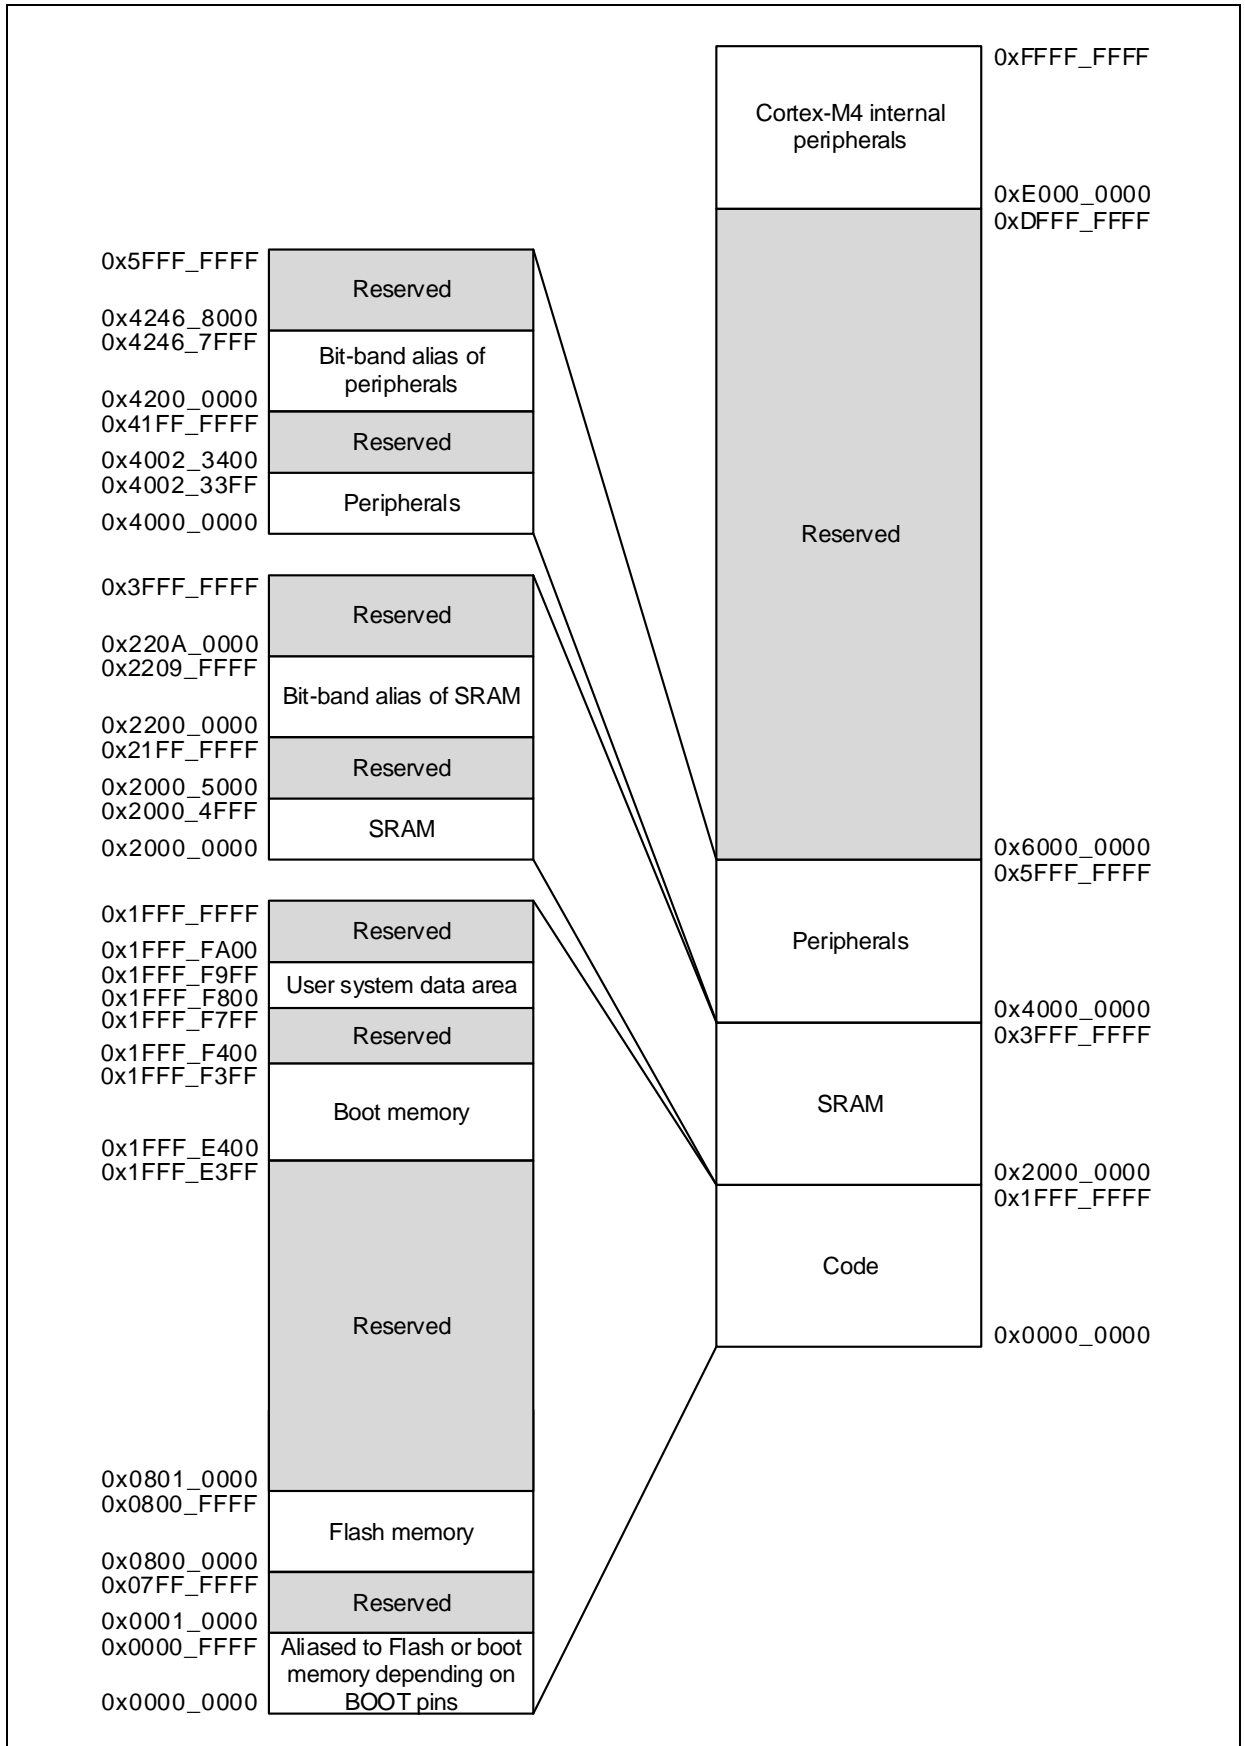 0xFFFF_FFFF
Cortex-M4 internal
peripherals
0xE000_0000
0xDFFF_FFFF
Reserved
0x6000_0000
0x5FFF_FFFF
Peripherals
0x4000_0000
0x3FFF_FFFF
SRAM
0x2000_0000
0x1FFF_FFFF
Code
0x0000_0000
0x5FFF_FFFF
Reserved
0x4246_8000
0x4246_7FFF
Bit-band alias of
peripherals
0x4200_0000
0x41FF_FFFF
Reserved
0x4002_3400
0x4002_33FF
Peripherals
0x4000_0000
0x3FFF_FFFF
Reserved
0x220A_0000
0x2209_FFFF
Bit-band alias of SRAM
0x2200_0000
0x21FF_FFFF
Reserved
0x2000_5000
0x2000_4FFF
SRAM
0x2000_0000
0x1FFF_FFFF
Reserved
0x1FFF_FA00
0x1FFF_F9FF
User system data area
0x1FFF_F800
0x1FFF_F7FF
Reserved
0x1FFF_F400
0x1FFF_F3FF
Boot memory
0x1FFF_E400
0x1FFF_E3FF
Reserved
0x0801_0000
0x0800_FFFF
Flash memory
0x0800_0000
0x07FF_FFFF
Reserved
0x0001_0000
0x0000_FFFF
Aliased to Flash or boot
memory depending on
BOOT pins
0x0000_0000